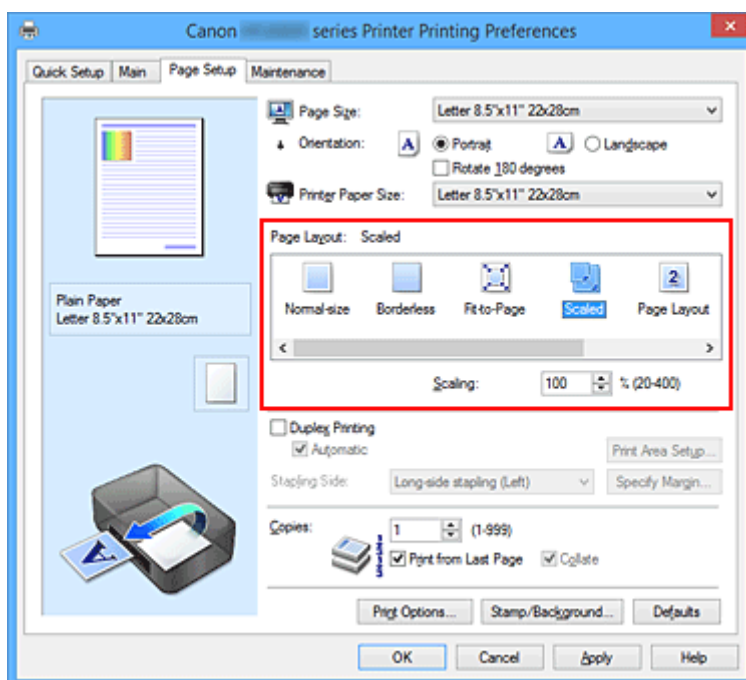 Canon series Printer Printing Preferences
Quick Setup Main Page Setup Maintenance
Page Size: Letter 8.5"x11" 22x28cm
Orientation: A Portrait A Landscape
Rotate 180 degrees
Printer Paper Size: Letter 8.5"x11" 22x28cm
Page Layout: Scaled
Normal-size Borderless Fit-to-Page Scaled 2 Page Layout
Scaling: 100 % (20-400)
Plain Paper
Letter 8.5"x11" 22x28cm
Duplex Printing
Automatic Print Area Setup...
Stapling Side: Long-side stapling (Left) Specify Margin...
Copies: 1 (1-999)
Print from Last Page Collate
A
Print Options... Stamp/Background... Defaults
OK Cancel Apply Help